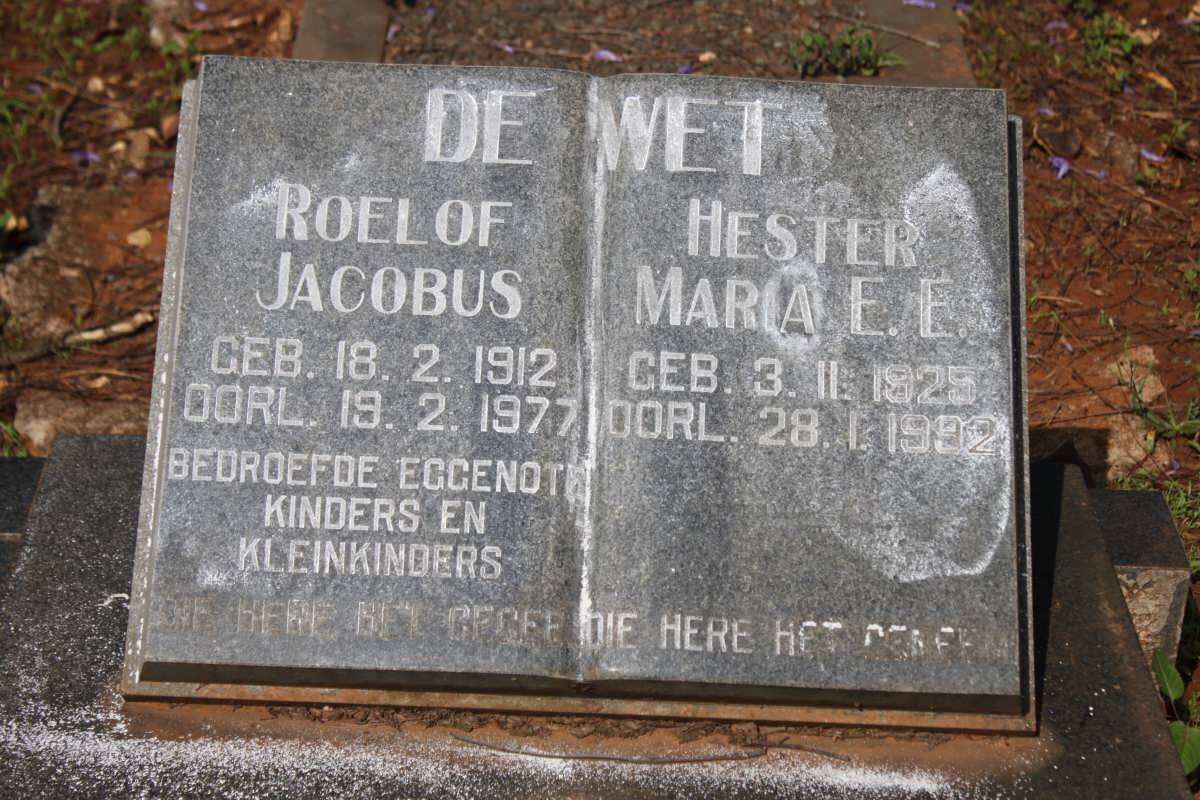 DE WET
ROELOF
JACOBUS
GEB. 18. 2. 1912
OORL. 19. 2. 1977
BEDROEFDE EGGENOTE
KINDERS EN
KLEINKINDERS
DIE HERE HET GEGEE
HESTER
MARIA E. E.
GEB. 3. 11. 1925
OORL. 28. 1. 1992
DIE HERE HET